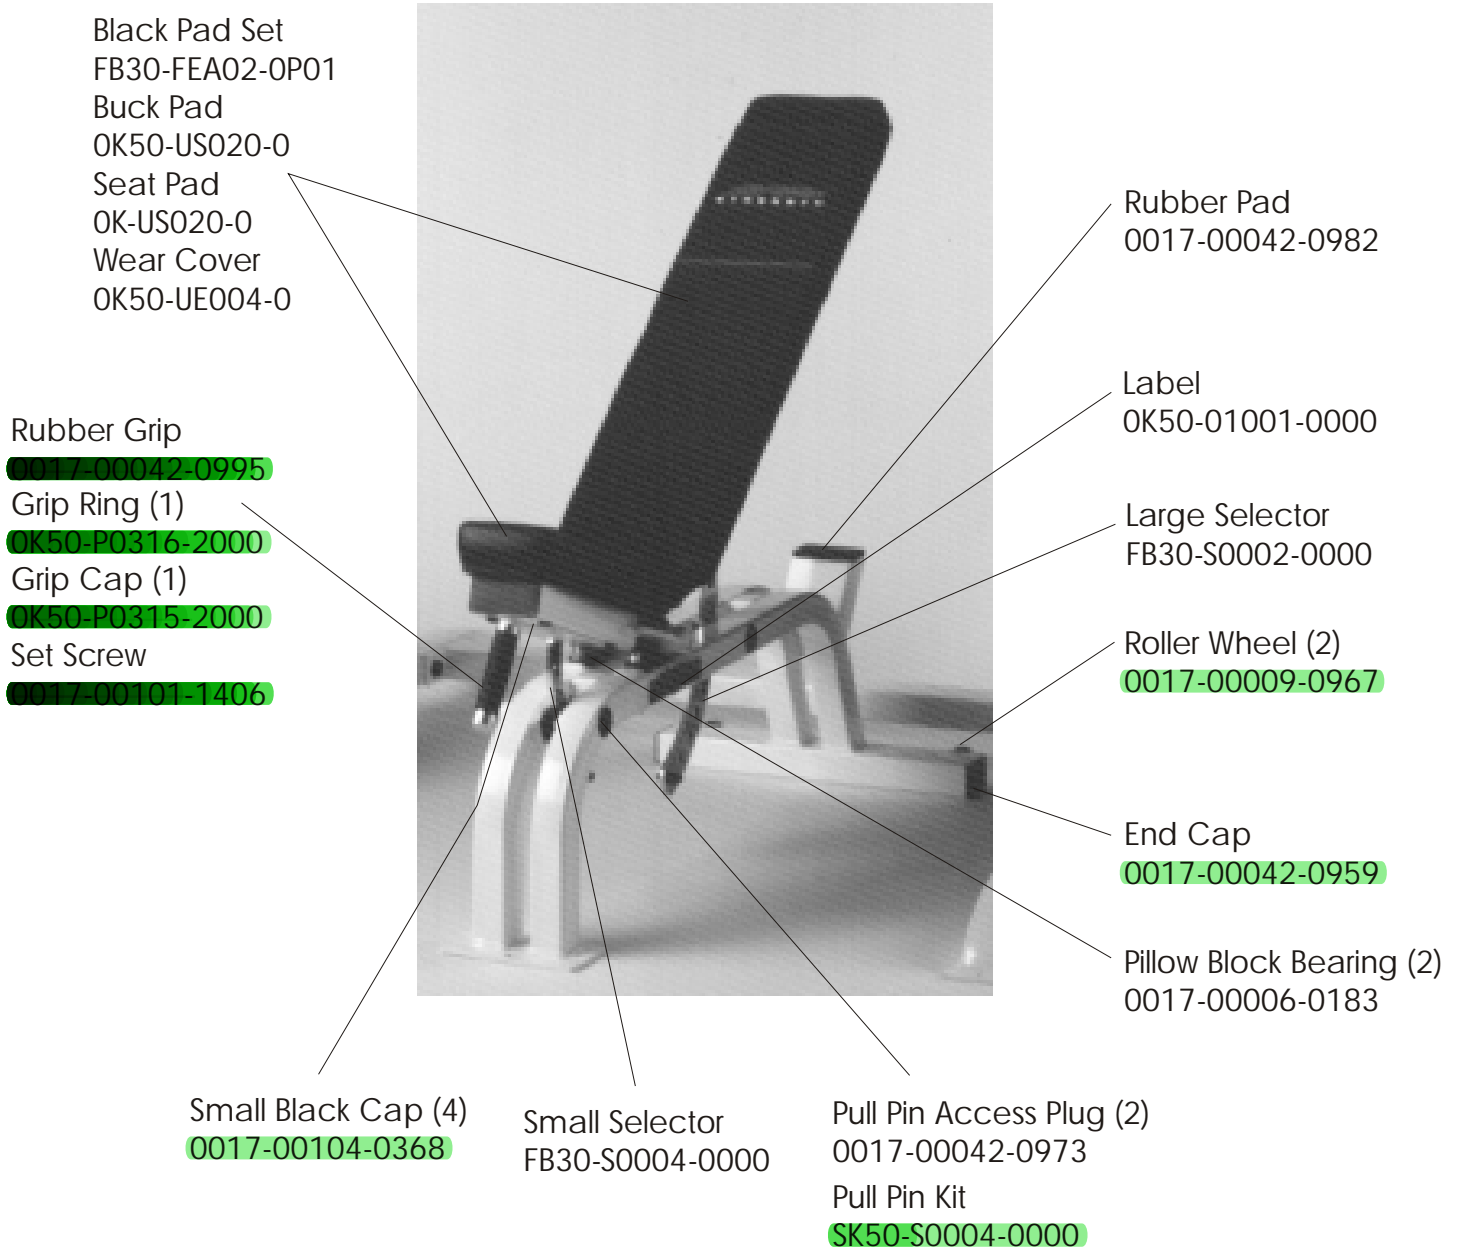 Black Pad Set
FB30-FEA02-0P01
Buck Pad
0K50-US020-0
Seat Pad
0K-US020-0
Wear Cover
0K50-UE004-0
Rubber Pad
0017-00042-0982
Label
0K50-01001-0000
Rubber Grip
0017-00042-0995
Grip Ring (1)
0K50-P0316-2000
Grip Cap (1)
0K50-P0315-2000
Set Screw
0017-00101-1406
Large Selector
FB30-S0002-0000
Roller Wheel (2)
0017-00009-0967
End Cap
0017-00042-0959
Pillow Block Bearing (2)
0017-00006-0183
Small Black Cap (4)
0017-00104-0368
Small Selector
FB30-S0004-0000
Pull Pin Access Plug (2)
0017-00042-0973
Pull Pin Kit
SK50-S0004-0000